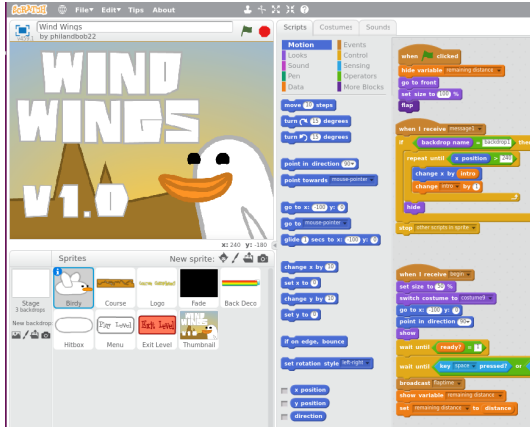 SCRATCH File▾ Edit▾ Tips About
Wind Wings
by philandbob22
WIND
WINGS
V1.0
x: 240 y: -180
Sprites New sprite:
Stage
3 backdrops
New backdrop:
Birdy
Course
Logo
Fade
Back Deco
Hitbox
Play Level
Menu
Exit Level
Exit Level
Thumbnail
Scripts Costumes Sounds
Motion Events
Looks Control
Sound Sensing
Pen Operators
Data More Blocks
move 10 steps
turn 15 degrees
turn 15 degrees
point in direction 90▾
point towards mouse-pointer
go to x: -100 y: 0
go to mouse-pointer
glide 1 secs to x: -100 y: 0
change x by 10
set x to 0
change y by 10
set y to 0
if on edge, bounce
set rotation style left-right
x position
y position
direction
when clicked
hide variable remaining distance
go to front
set size to 100 %
flap
when I receive message1
if backdrop name = backdrop1 then
repeat until x position > 240
change x by intro
change intro by 1
hide
stop other scripts in sprite
when I receive begin
set size to 50 %
switch costume to costume9
go to x: -100 y: 0
point in direction 90▾
show
wait until ready? = 1
wait until key space pressed? or
broadcast flaptime
show variable remaining distance
set remaining distance to distance